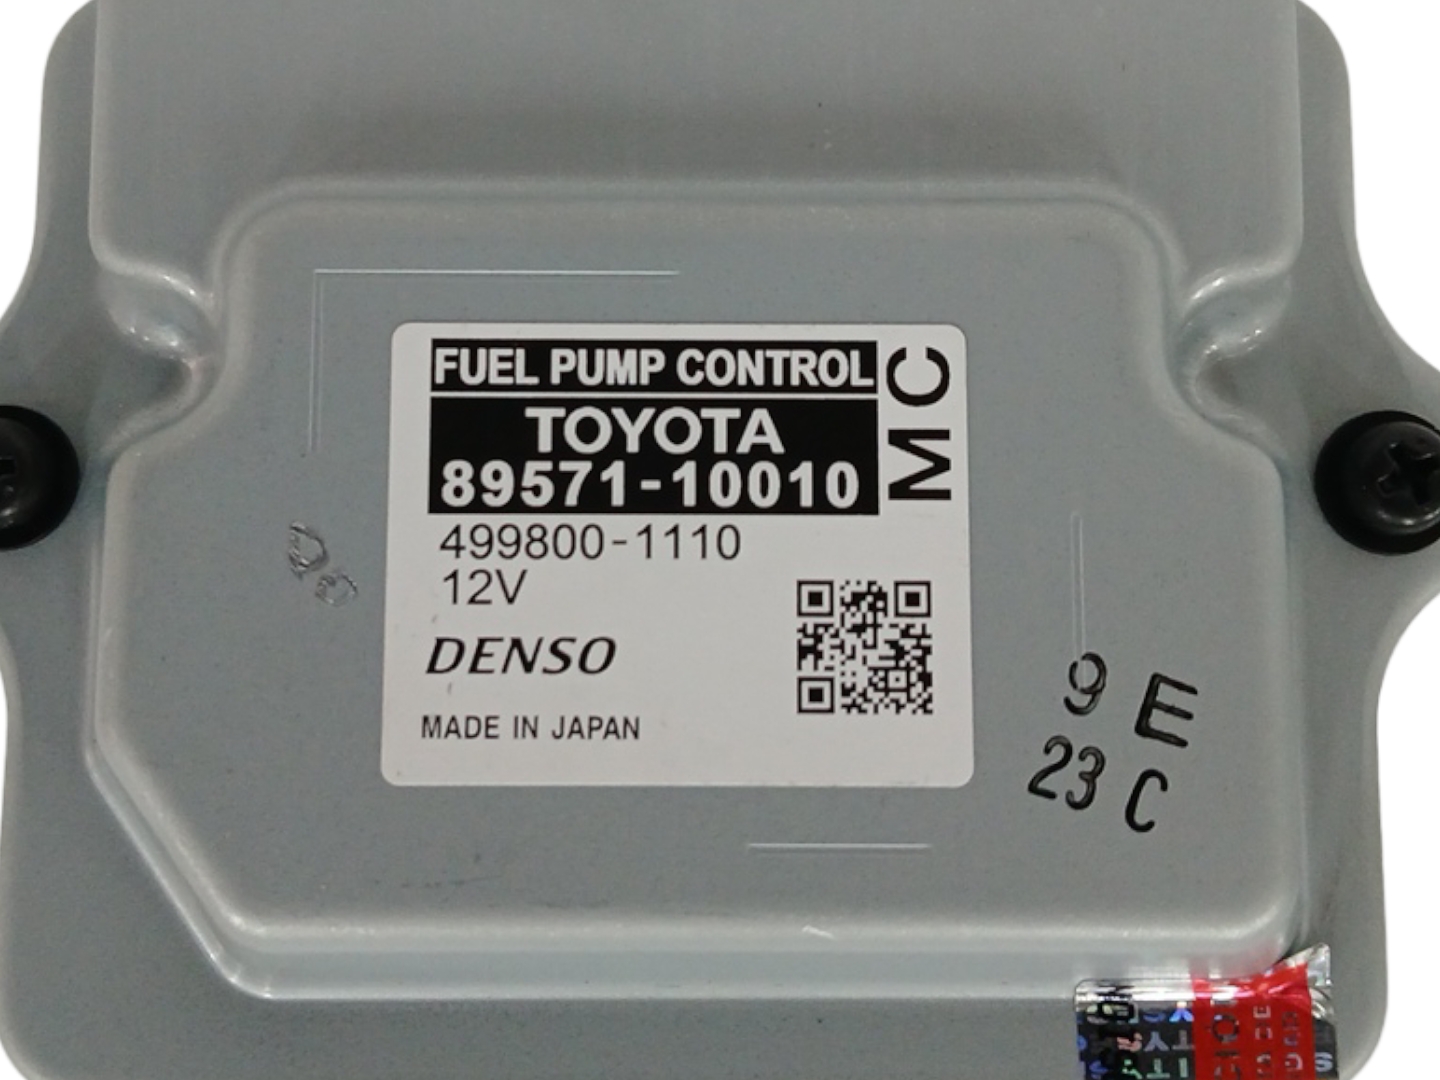 FUEL PUMP CONTROL
TOYOTA
89571-10010
MC
499800-1110
12V
DENSO
MADE IN JAPAN
9 E
23 C